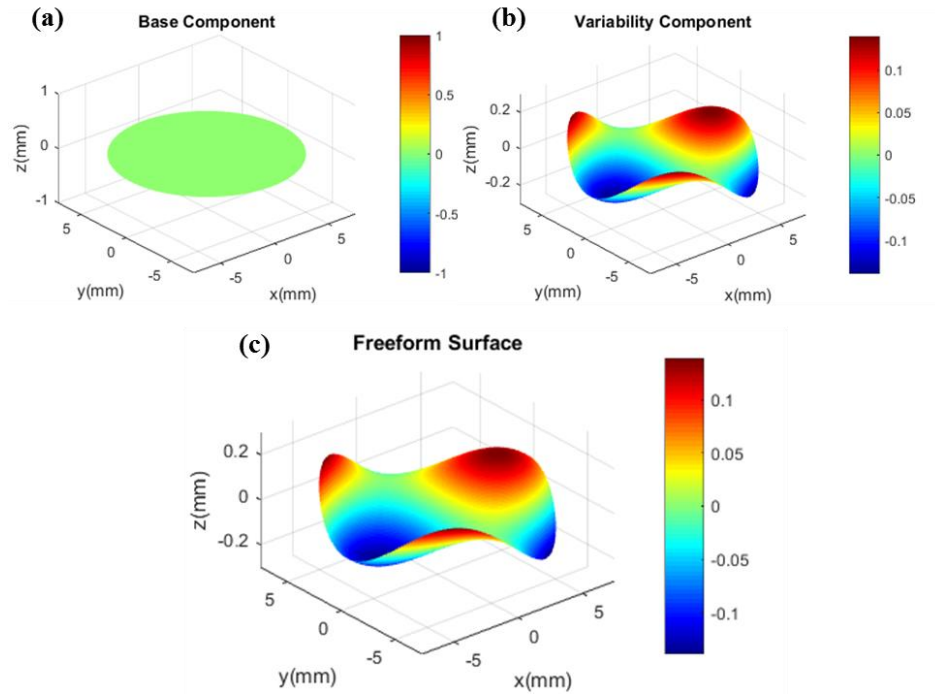 (a)
Base Component
1
0
-1
z(mm)
5
0
-5
y(mm)
-5
0
5
x(mm)
1
0.5
0
-0.5
-1
(b)
Variability Component
0.2
0
-0.2
z(mm)
5
0
-5
y(mm)
-5
0
5
x(mm)
0.1
0.05
0
-0.05
-0.1
(c)
Freeform Surface
0.2
0
-0.2
z(mm)
5
0
-5
y(mm)
-5
0
5
x(mm)
0.1
0.05
0
-0.05
-0.1